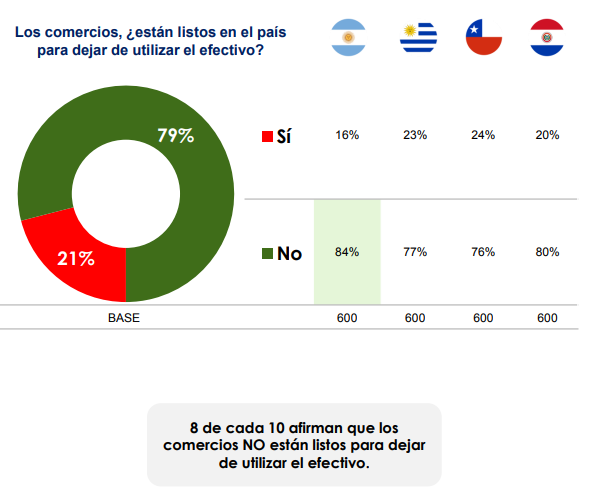 Los comercios, ¿están listos en el país
para dejar de utilizar el efectivo?
79%
21%
Sí 16% 23% 24% 20%
No 84% 77% 76% 80%
BASE 600 600 600 600
8 de cada 10 afirman que los
comercios NO están listos para dejar
de utilizar el efectivo.